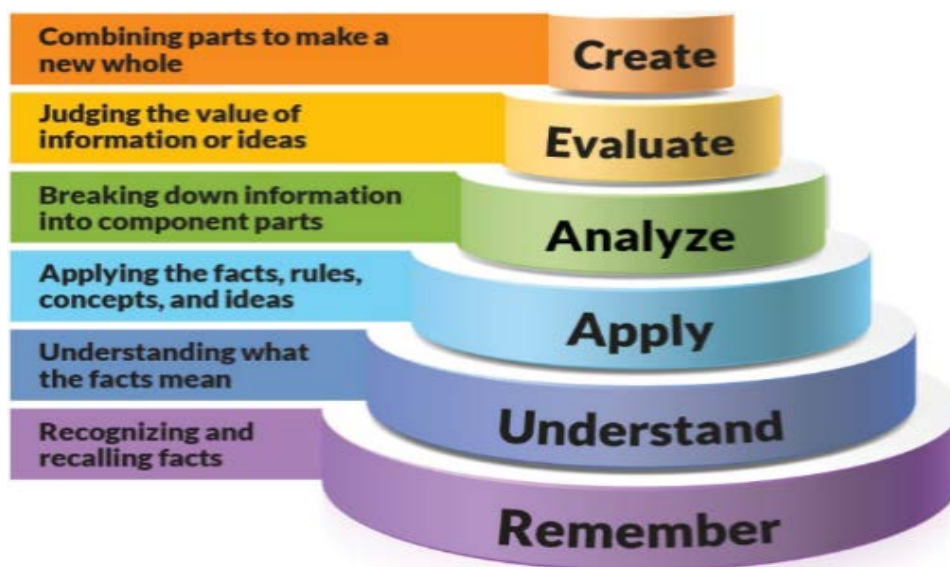 Combining parts to make a
new whole
Create
Judging the value of
information or ideas
Evaluate
Breaking down information
into component parts
Analyze
Applying the facts, rules,
concepts, and ideas
Apply
Understanding what
the facts mean
Understand
Recognizing and
recalling facts
Remember